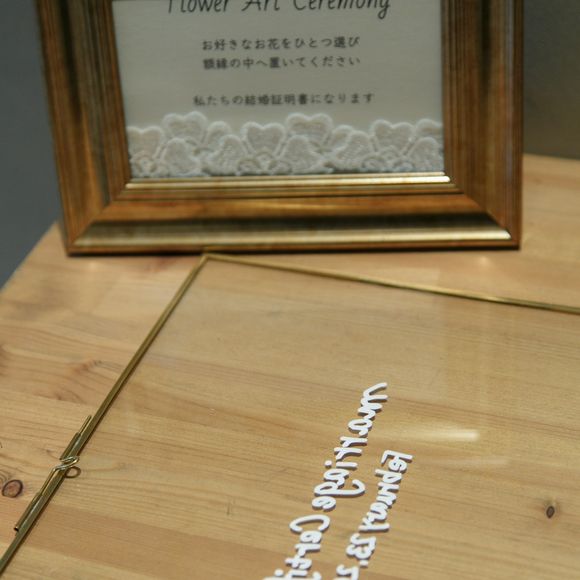 Flower Art Ceremony
お好きなお花をひとつ選び
額縁の中へ置いてください
私たちの結婚証明書になります
marriage